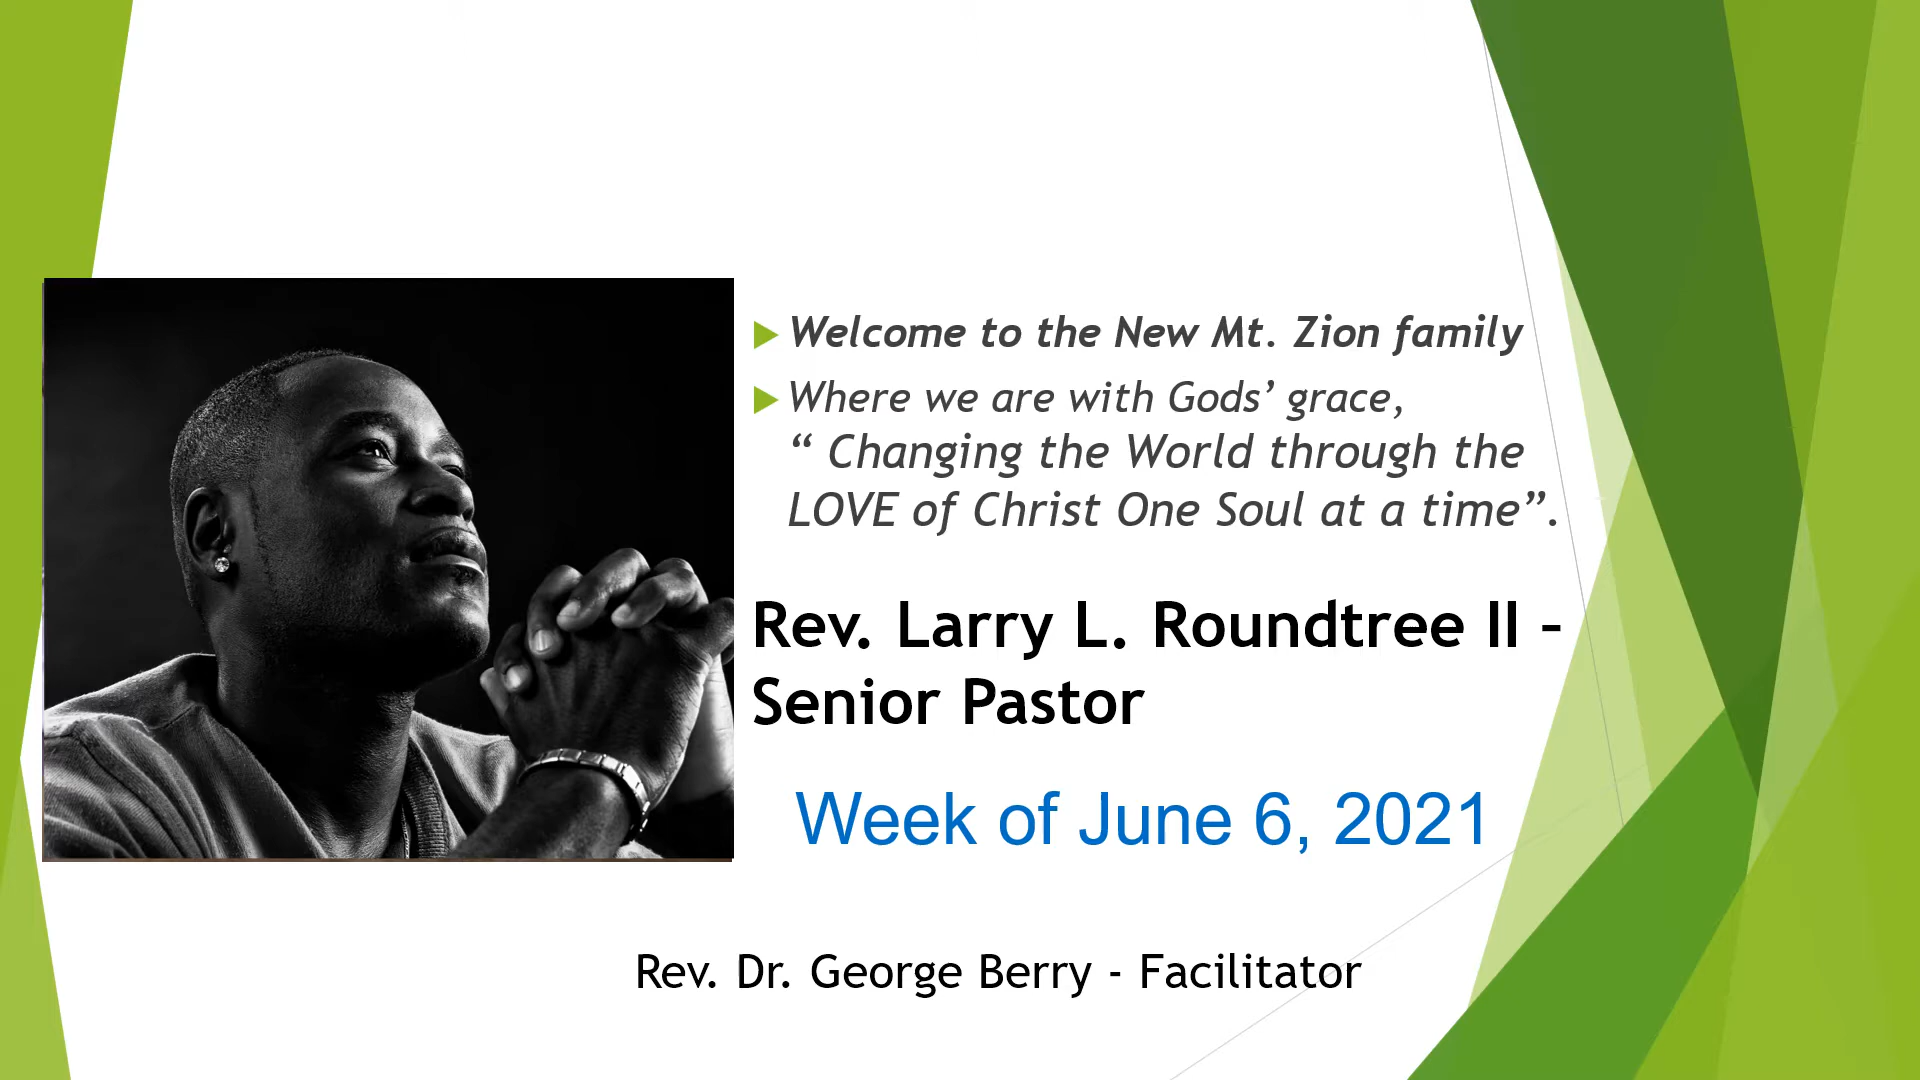 Welcome to the New Mt. Zion family
Where we are with Gods’ grace,
“ Changing the World through the
LOVE of Christ One Soul at a time”.
Rev. Larry L. Roundtree II –
Senior Pastor
Week of June 6, 2021
Rev. Dr. George Berry - Facilitator